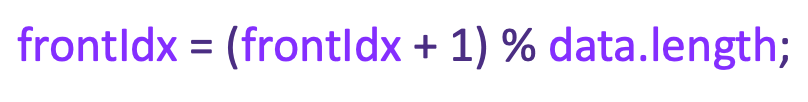 frontIdx = (frontIdx + 1) % data.length;